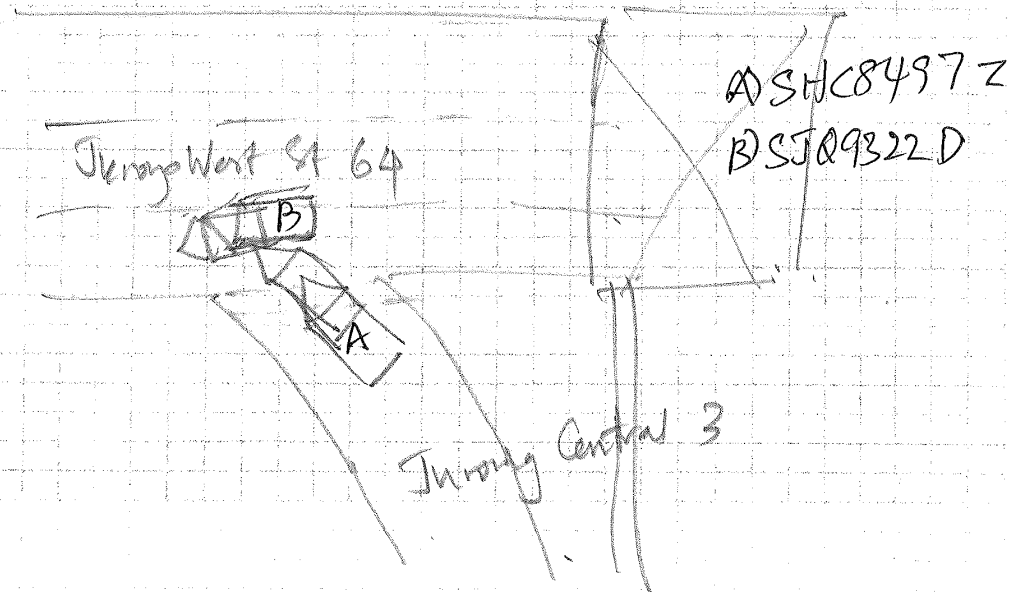 A) SHC8497Z
B) SJQ9322D
Jurong West St 64
B
A
Jurong Central 3